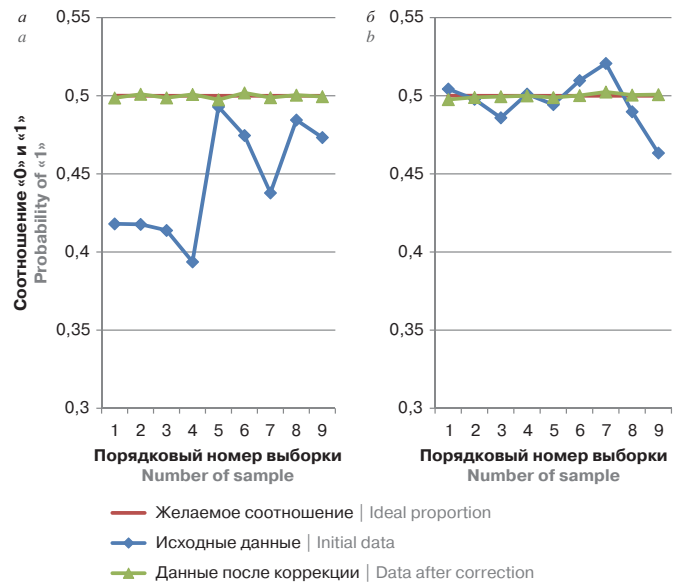 а
a
0,55
0,5
0,45
0,4
0,35
0,3
Соотношение «0» и «1»
Probability of «1»
1 2 3 4 5 6 7 8 9
Порядковый номер выборки
Number of sample
б
b
0,55
0,5
0,45
0,4
0,35
0,3
1 2 3 4 5 6 7 8 9
Порядковый номер выборки
Number of sample
Желаемое соотношение | Ideal proportion
Исходные данные | Initial data
Данные после коррекции | Data after correction